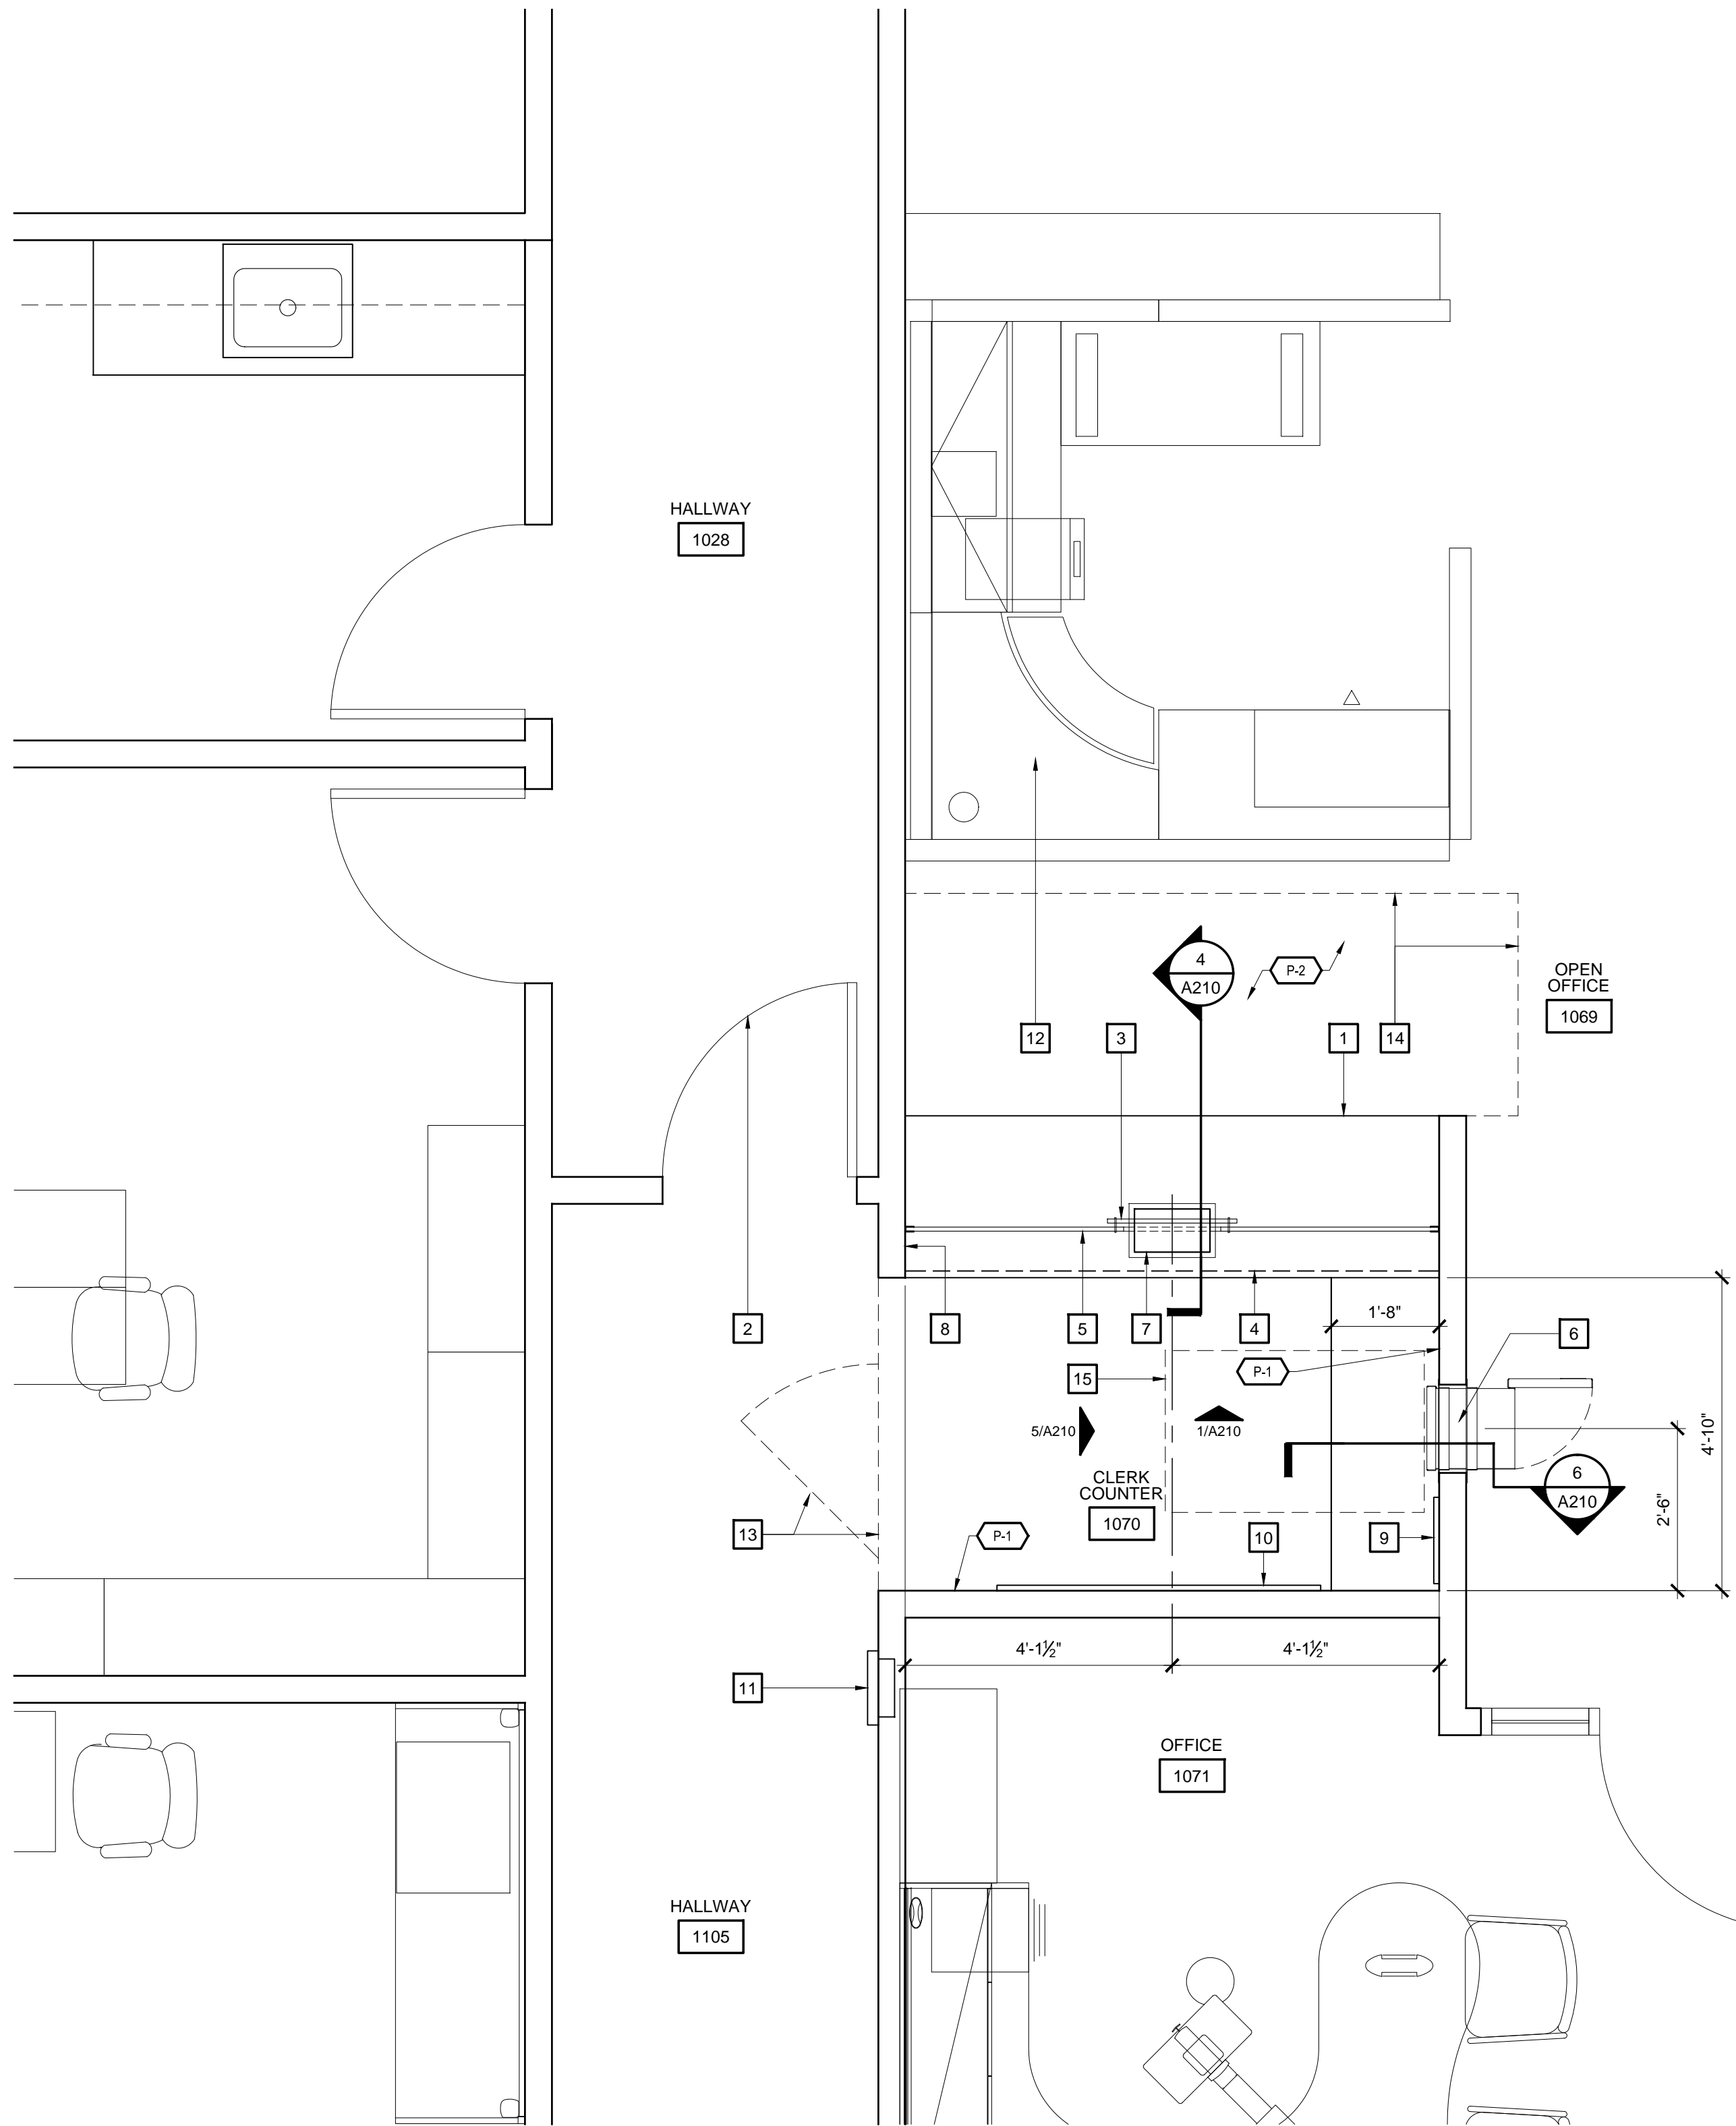 HALLWAY
1028
4
A210
P-2
OPEN
OFFICE
1069
12
3
1
14
2
8
5
7
4
1'-8"
6
15
P-1
5/A210
1/A210
4'-10"
CLERK
COUNTER
1070
6
A210
2'-6"
13
P-1
10
9
4'-1½"
4'-1½"
11
OFFICE
1071
HALLWAY
1105